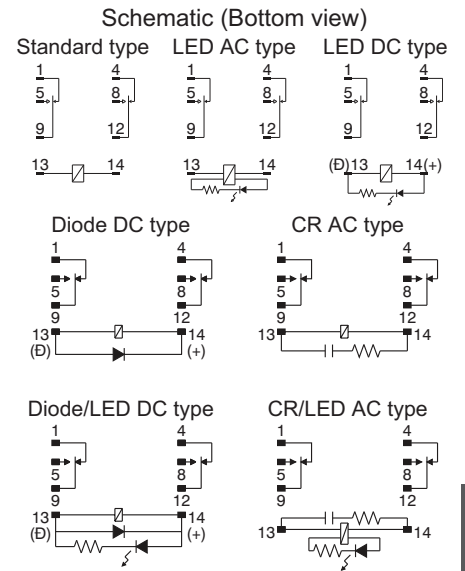 Schematic (Bottom view)
Standard type LED AC type LED DC type
1 4 1 4 1 4
5 8 5 8 5 8
9 12 9 12 9 12
13 14 13 14 (Ð)13 14(+)
Diode DC type CR AC type
1 4 1 4
5 8 5 8
9 12 9 12
13 14 13 14
(Ð) (+)
Diode/LED DC type CR/LED AC type
1 4 1 4
5 8 5 8
9 12 9 12
13 14 13 14
(Ð) (+)